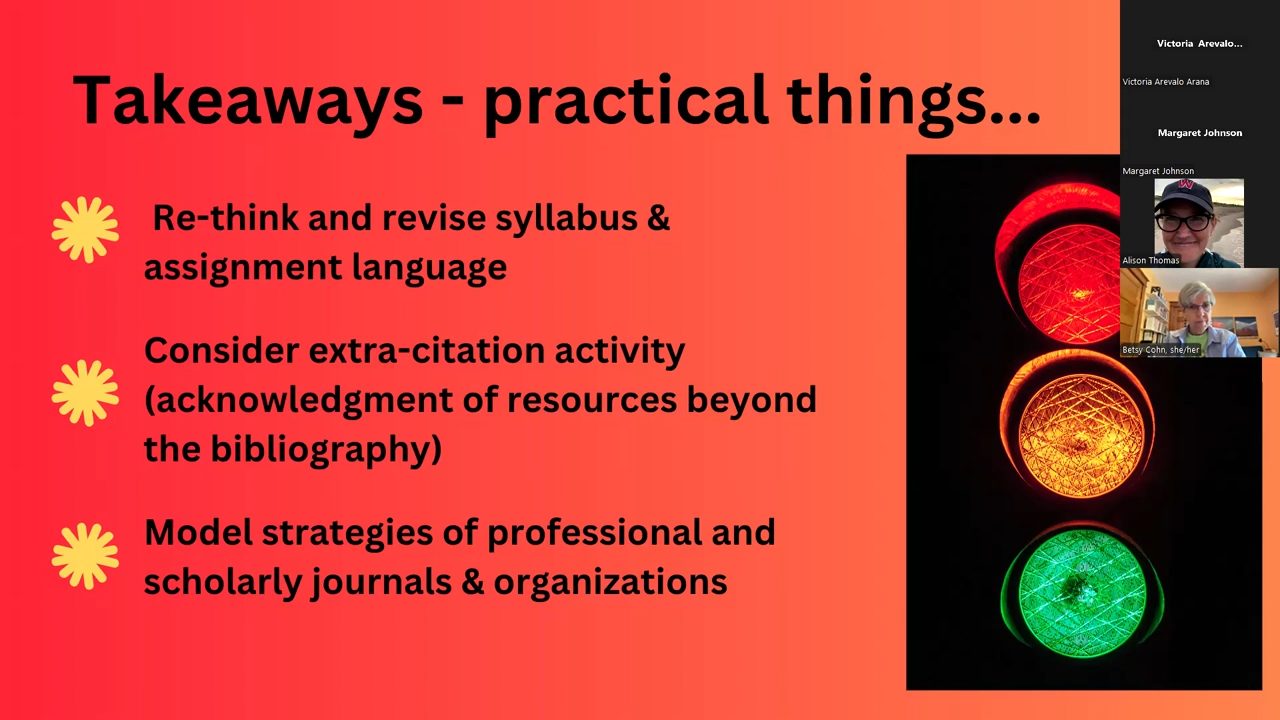 Takeaways - practical things...
Re-think and revise syllabus &
assignment language
Consider extra-citation activity
(acknowledgment of resources beyond
the bibliography)
Model strategies of professional and
scholarly journals & organizations
Victoria Arevalo...
Victoria Arevalo Arana
Margaret Johnson
Margaret Johnson
W
Alison Thomas
Betsy Cohn, she/her